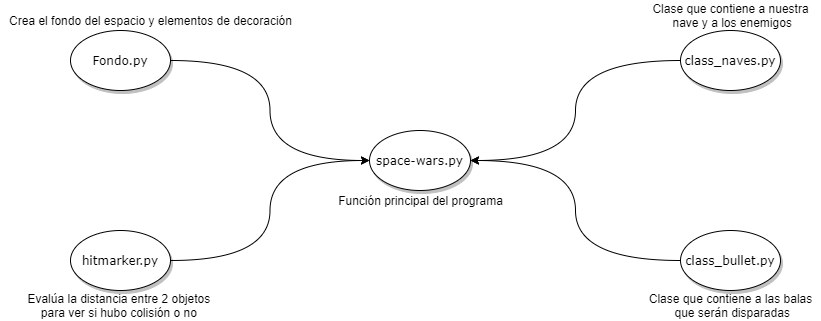 Crea el fondo del espacio y elementos de decoración
Fondo.py
Clase que contiene a nuestra
nave y a los enemigos
class_naves.py
space-wars.py
Función principal del programa
hitmarker.py
Evalúa la distancia entre 2 objetos
para ver si hubo colisión o no
class_bullet.py
Clase que contiene a las balas
que serán disparadas